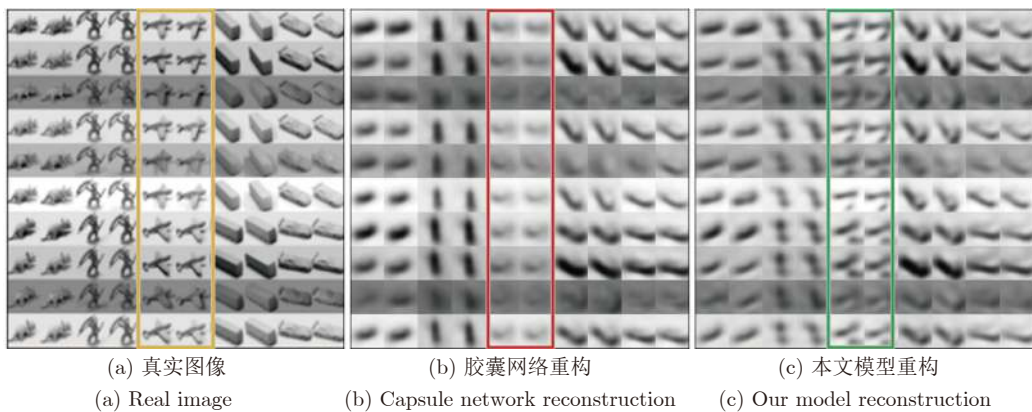 (a) 真实图像
(b) 胶囊网络重构
(c) 本文模型重构
(a) Real image
(b) Capsule network reconstruction
(c) Our model reconstruction